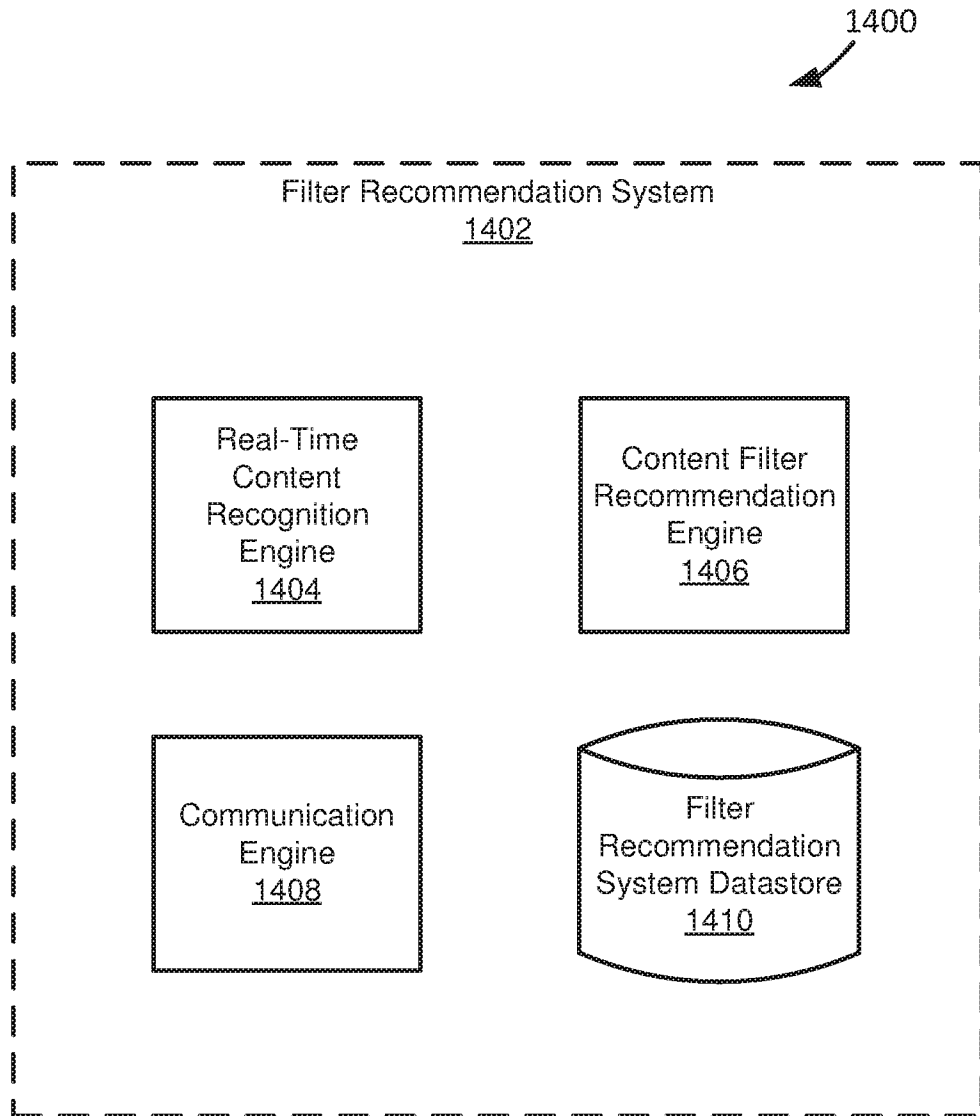 1400
Filter Recommendation System
1402
Real-Time
Content
Recognition
Engine
1404
Content Filter
Recommendation
Engine
1406
Communication
Engine
1408
Filter
Recommendation
System Datastore
1410